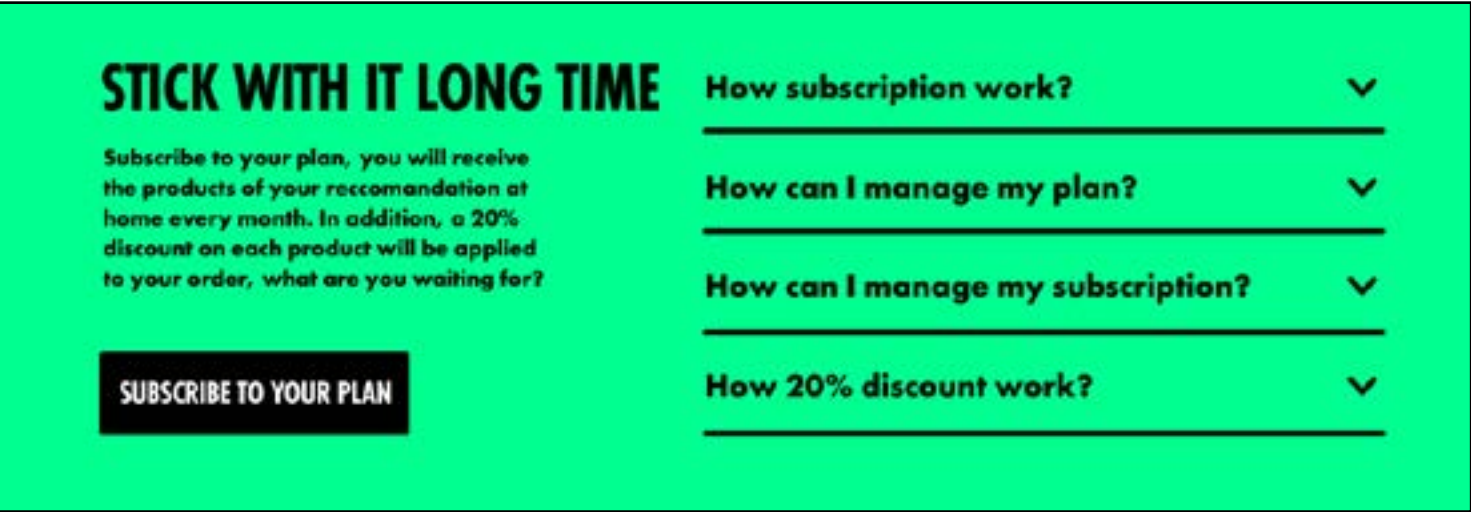 STICK WITH IT LONG TIME
Subscribe to your plan, you will receive
the products of your reccomandation at
home every month. In addition, a 20%
discount on each product will be applied
to your order, what are you waiting for?
SUBSCRIBE TO YOUR PLAN
How subscription work?
How can I manage my plan?
How can I manage my subscription?
How 20% discount work?